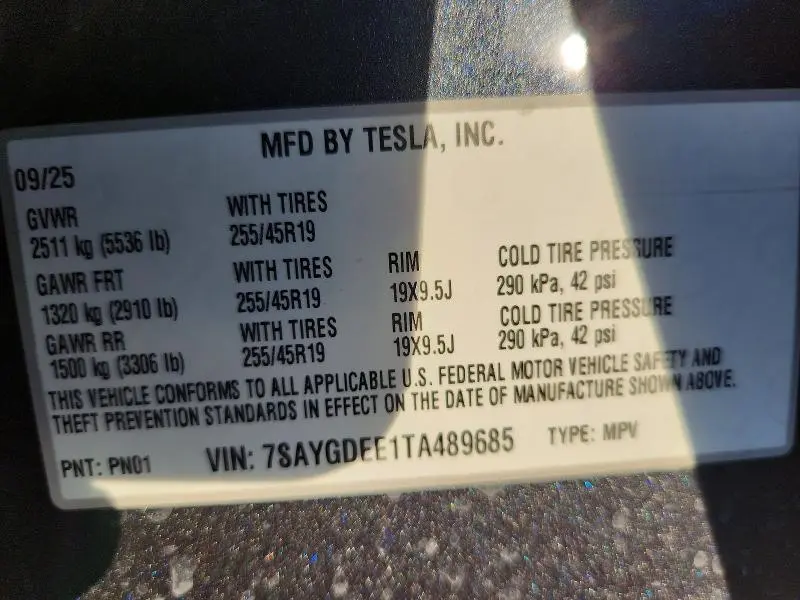 MFD BY TESLA, INC.
09/25
GVWR
2511 kg (5536 lb)
WITH TIRES
255/45R19
GAWR FRT
1320 kg (2910 lb)
WITH TIRES
255/45R19
RIM
19X9.5J
COLD TIRE PRESSURE
290 kPa, 42 psi
GAWR RR
1500 kg (3306 lb)
WITH TIRES
255/45R19
RIM
19X9.5J
COLD TIRE PRESSURE
290 kPa, 42 psi
THIS VEHICLE CONFORMS TO ALL APPLICABLE U.S. FEDERAL MOTOR VEHICLE SAFETY AND
THEFT PREVENTION STANDARDS IN EFFECT ON THE DATE OF MANUFACTURE SHOWN ABOVE.
PNT: PN01
VIN: 7SAYGDEE1TA489685
TYPE: MPV